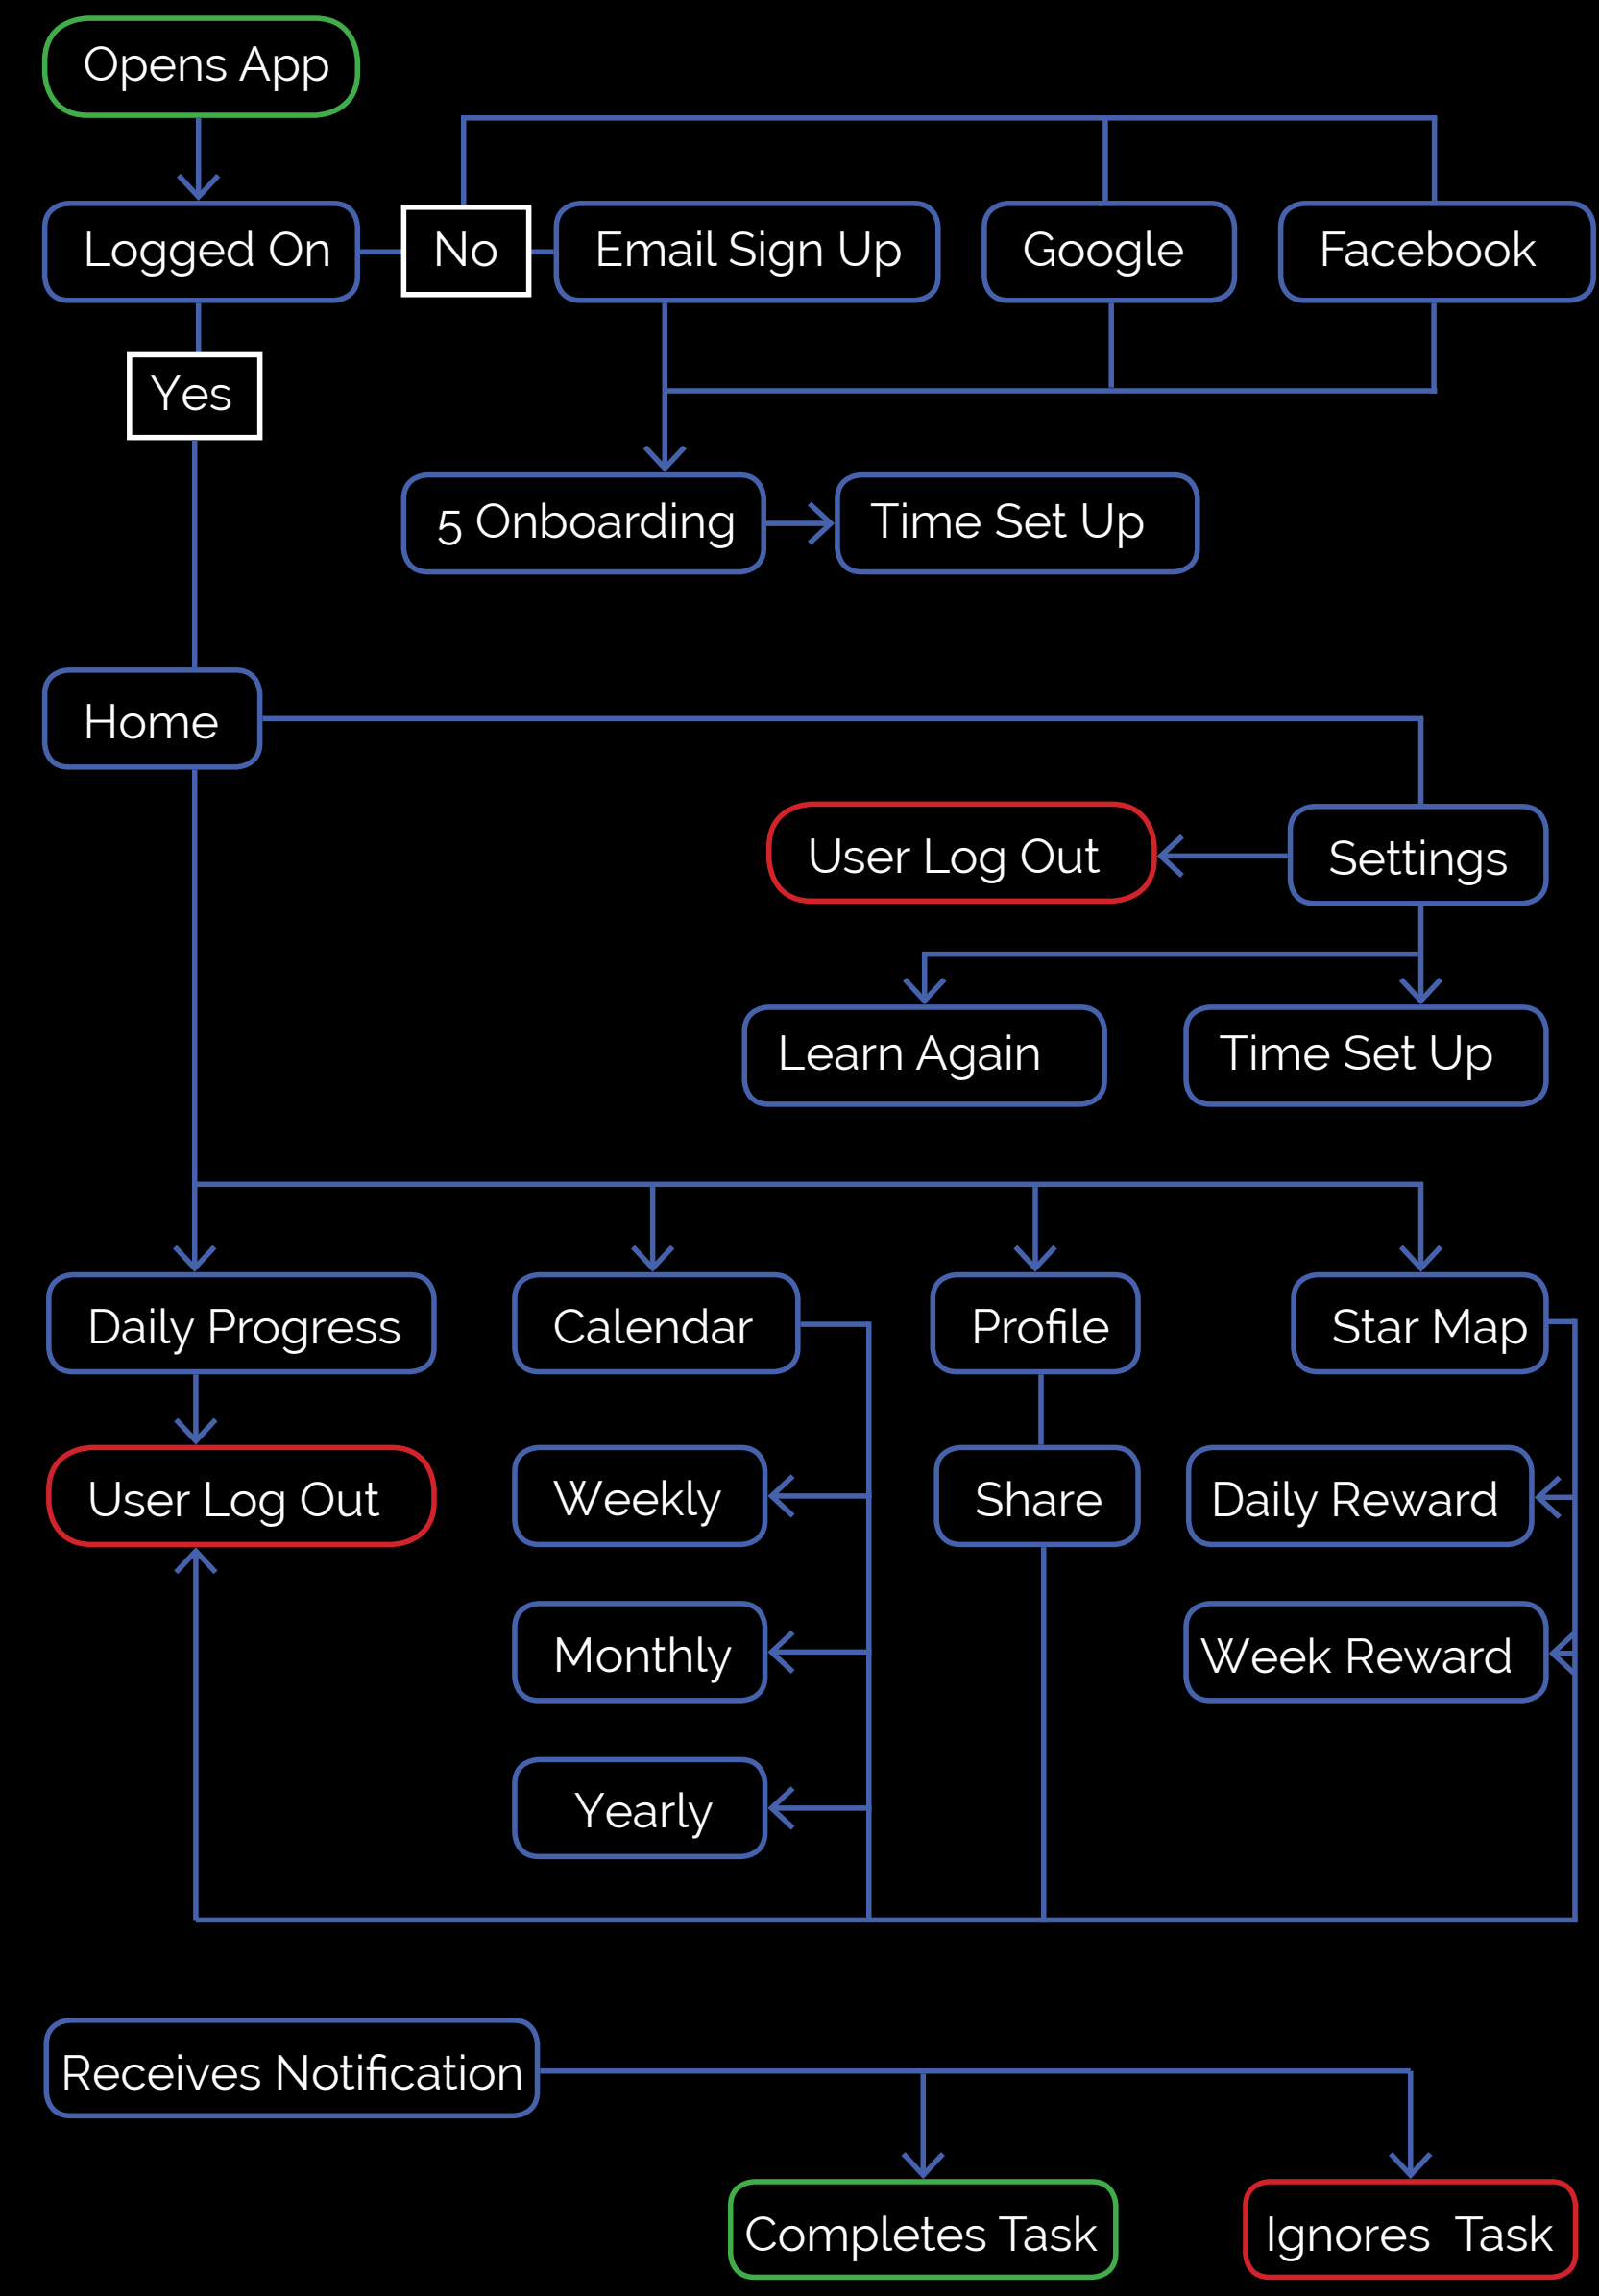 Opens App
Logged On
No
Email Sign Up
Google
Facebook
Yes
5 Onboarding
Time Set Up
Home
User Log Out
Settings
Learn Again
Time Set Up
Daily Progress
Calendar
Profile
Star Map
User Log Out
Weekly
Share
Daily Reward
Monthly
Week Reward
Yearly
Receives Notification
Completes Task
Ignores Task